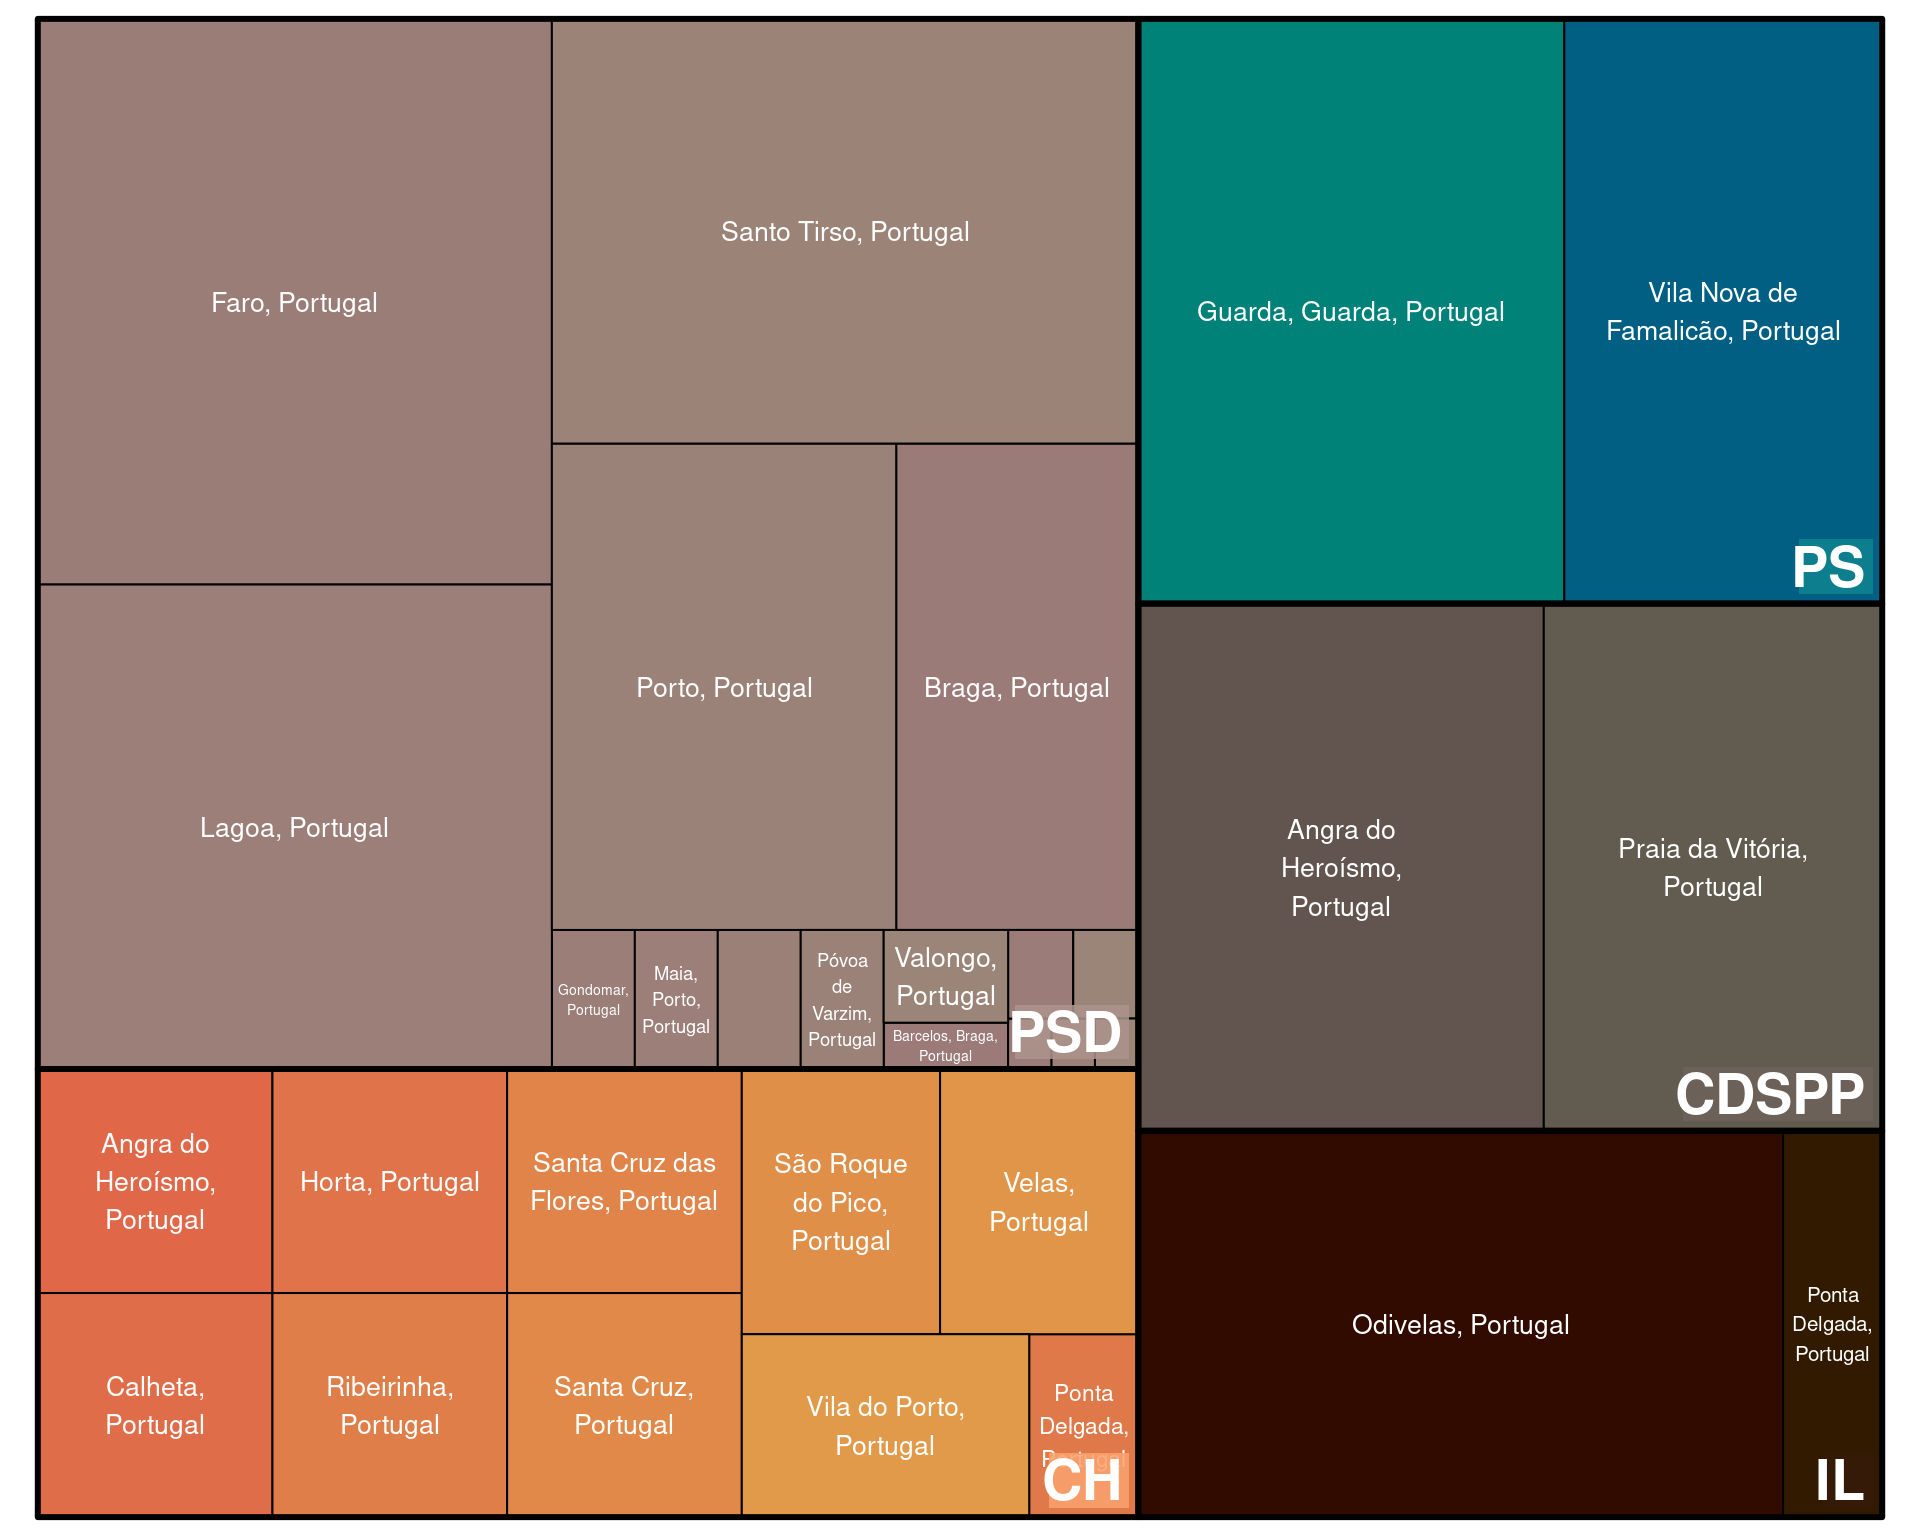 Faro, Portugal
Santo Tirso, Portugal
Lagoa, Portugal
Porto, Portugal
Braga, Portugal
Gondomar,
Portugal
Maia,
Porto,
Portugal
Póvoa
de
Varzim,
Portugal
Valongo,
Portugal
Barcelos, Braga,
Portugal
PSD
Guarda, Guarda, Portugal
Vila Nova de
Famalicão, Portugal
PS
Angra do
Heroísmo,
Portugal
Praia da Vitória,
Portugal
CDSPP
Angra do
Heroísmo,
Portugal
Horta, Portugal
Santa Cruz das
Flores, Portugal
São Roque
do Pico,
Portugal
Velas,
Portugal
Calheta,
Portugal
Ribeirinha,
Portugal
Santa Cruz,
Portugal
Vila do Porto,
Portugal
Ponta
Delgada,
Portugal
CH
Odivelas, Portugal
Ponta
Delgada,
Portugal
IL